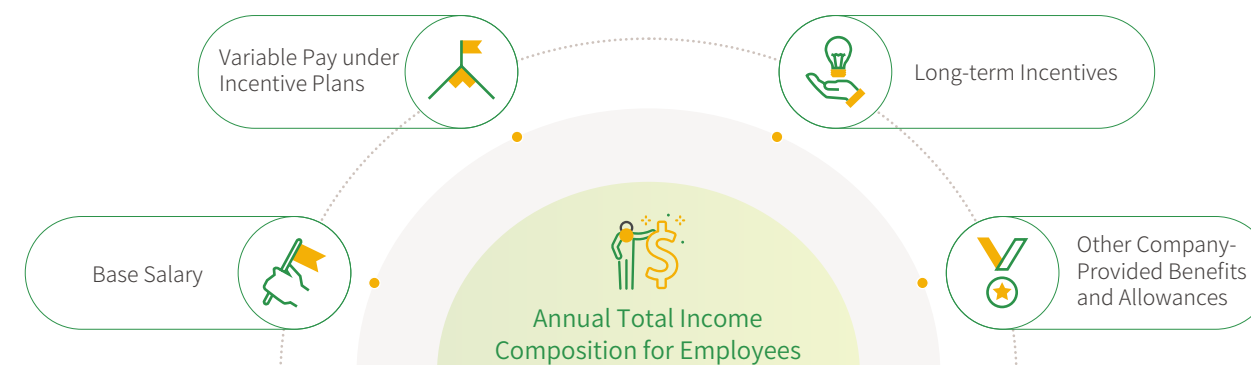 Variable Pay under
Incentive Plans
Long-term Incentives
Base Salary
Other Company-
Provided Benefits
and Allowances
Annual Total Income
Composition for Employees